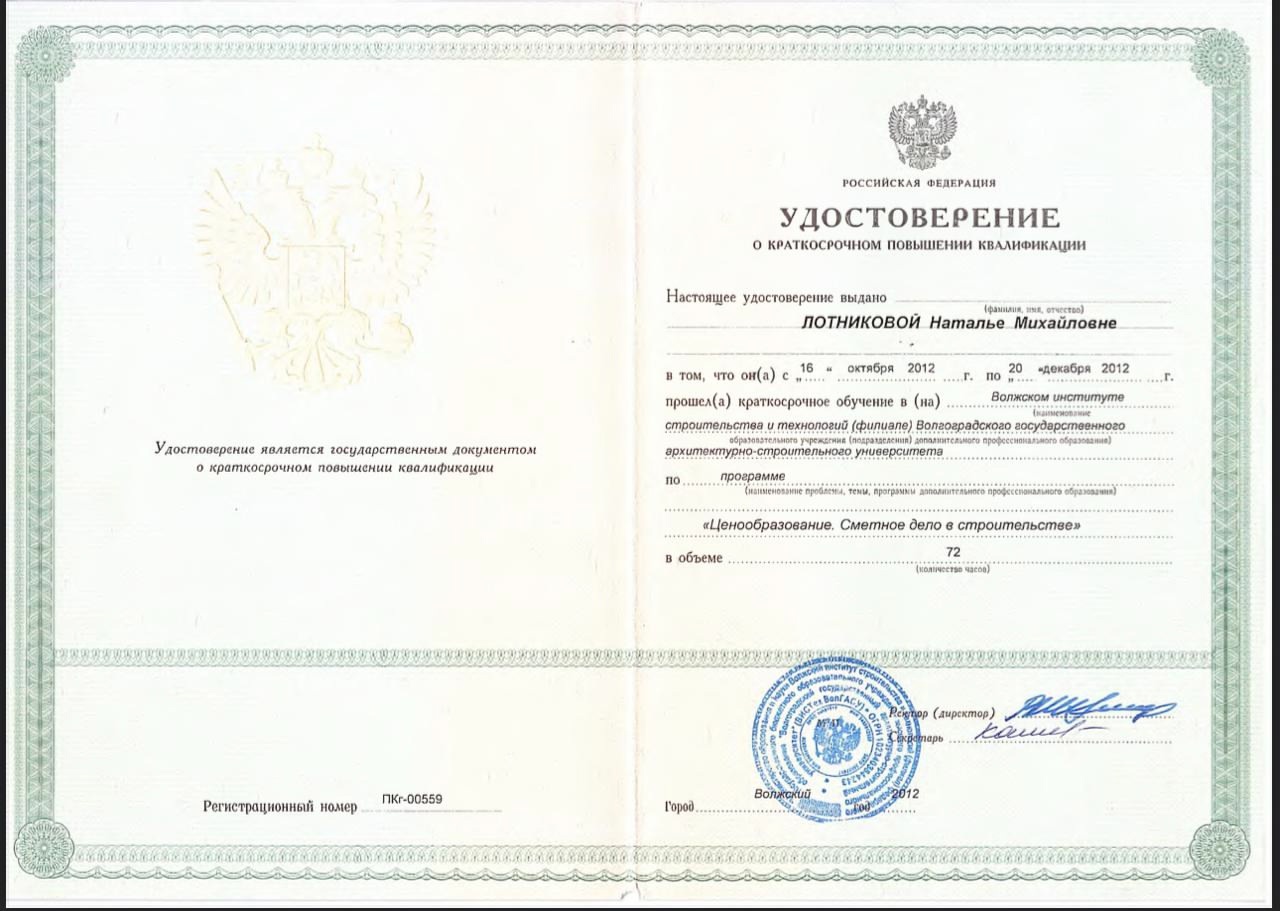 Удостоверение является государственным документом
о краткосрочном повышении квалификации
Регистрационный номер ПКг-00559
РОССИЙСКАЯ ФЕДЕРАЦИЯ
УДОСТОВЕРЕНИЕ
О КРАТКОСРОЧНОМ ПОВЫШЕНИИ КВАЛИФИКАЦИИ
Настоящее удостоверение выдано
(фамилия, имя, отчество)
ЛОТНИКОВОЙ Наталье Михайловне
в том, что он(а) с „16 “ октября 2012 г. по „20 “декабря 2012 г.
прошел(а) краткосрочное обучение в (на) Волжском институте
(наименование
строительства и технологий (филиале) Волгоградского государственного
образовательного учреждения (подразделения) дополнительного профессионального образования)
архитектурно-строительного университета
по программе
(наименование проблемы, темы, программы дополнительного профессионального образования)
«Ценообразование. Сметное дело в строительстве»
в объеме 72
(количество часов)
Ректор (директор)
Секретарь
Город Волжский год 2012